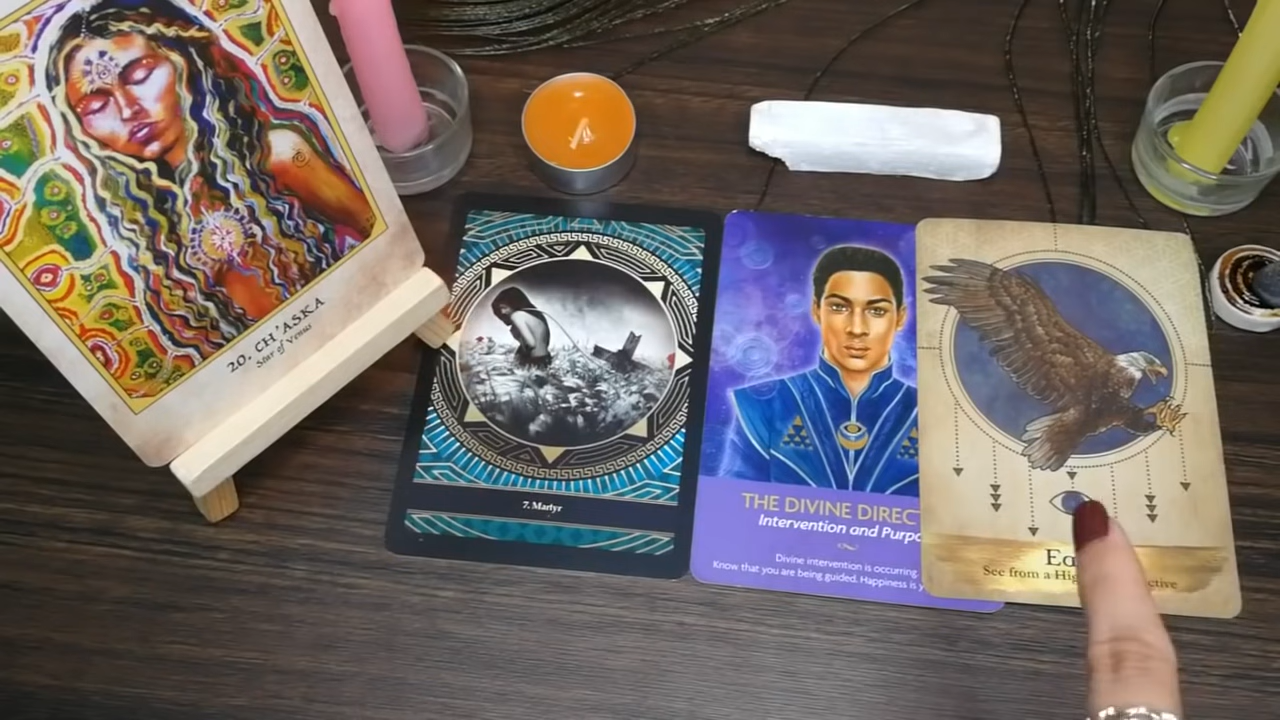 20. CH'ASKA
Star of Venus
7. Martyr
THE DIVINE DIRECT
Intervention and Purpo
Divine intervention is occurring.
Know that you are being guided. Happiness is y
Ea
See from a Hig ctive